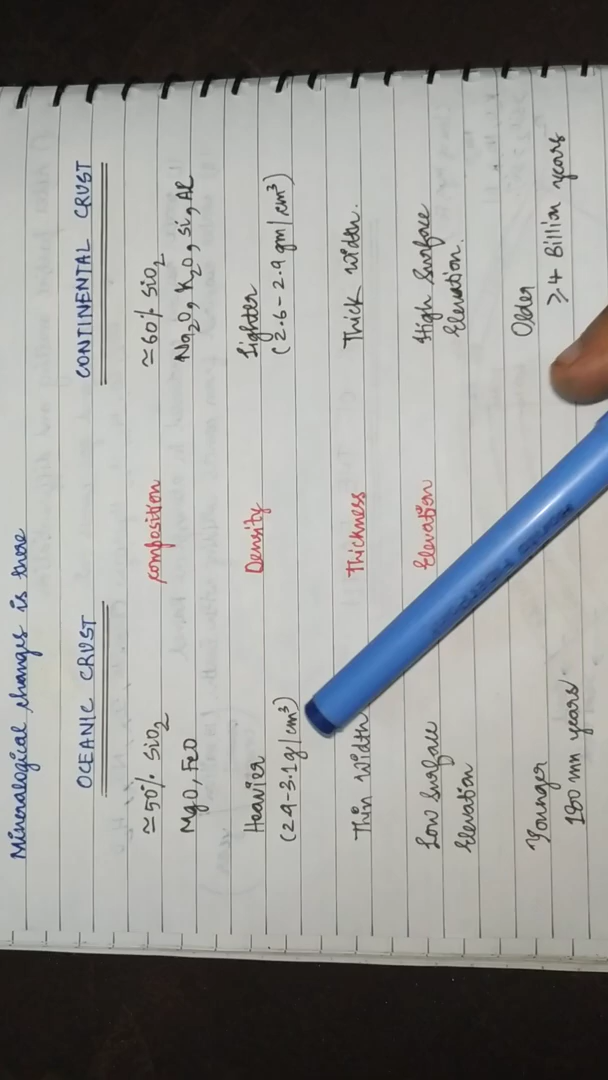 Mineralogical changes is there
OCEANIC CRUST CONTINENTAL CRUST
≃50% SiO2 composition ≃60% SiO2
MgO, FeO Na2O, K2O, Si, Al
Heavier Density Lighter
(2.9-3.1g/cm³) (2.6-2.9 gm/cm³)
Thin width Thickness Thick width.
Low surface Elevation High Surface
Elevation Elevation.
Younger Older
180 mn years. ≥4 Billion years